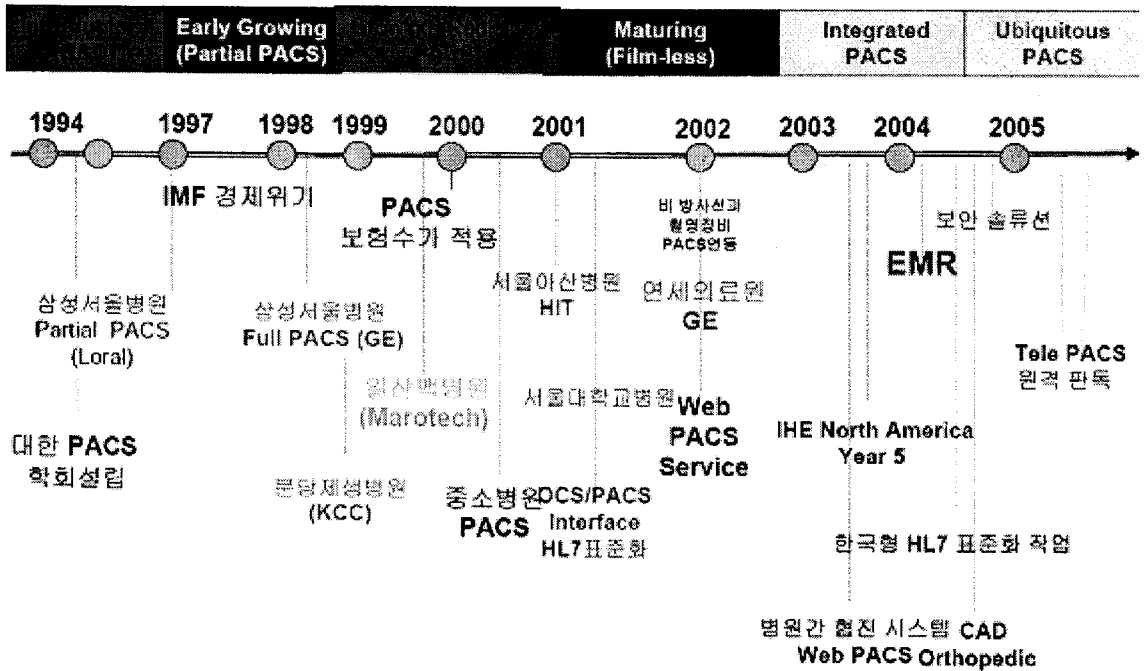 Early Growing
(Partial PACS)
Maturing
(Film-less)
Integrated
PACS
Ubiquitous
PACS
1994
1997
1998
1999
2000
2001
2002
2003
2004
2005
IMF 경제위기
PACS
보험수가 적용
비 방사선과
촬영장비
PACS연동
보안 솔류션
EMR
삼성서울병원
Partial PACS
(Loral)
삼성서울병원
Full PACS (GE)
서울아산병원
HIT
연세의료원
GE
Tele PACS
원격 판독
일산백병원
(Marotech)
서울대학교병원
Web
PACS
Service
IHE North America
Year 5
대한 PACS
학회설립
분당제생병원
(KCC)
중소병원
PACS
OCS/PACS
Interface
HL7표준화
한국형 HL7 표준화 작업
병원간 협진 시스템
Web PACS
CAD
Orthopedic